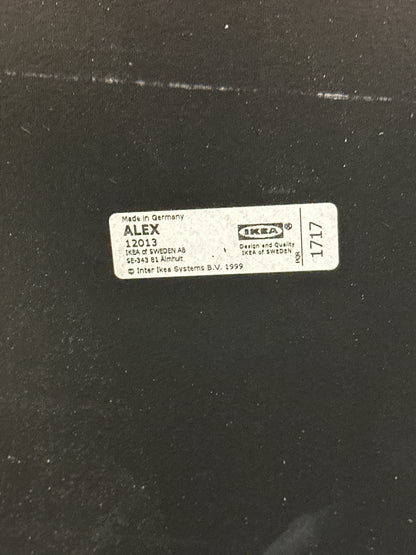 Made in Germany
ALEX
12013
IKEA of SWEDEN AB
SE-343 81 Älmhult
© Inter Ikea Systems B.V. 1999
IKEA®
Design and Quality
IKEA of SWEDEN
PQR
1717